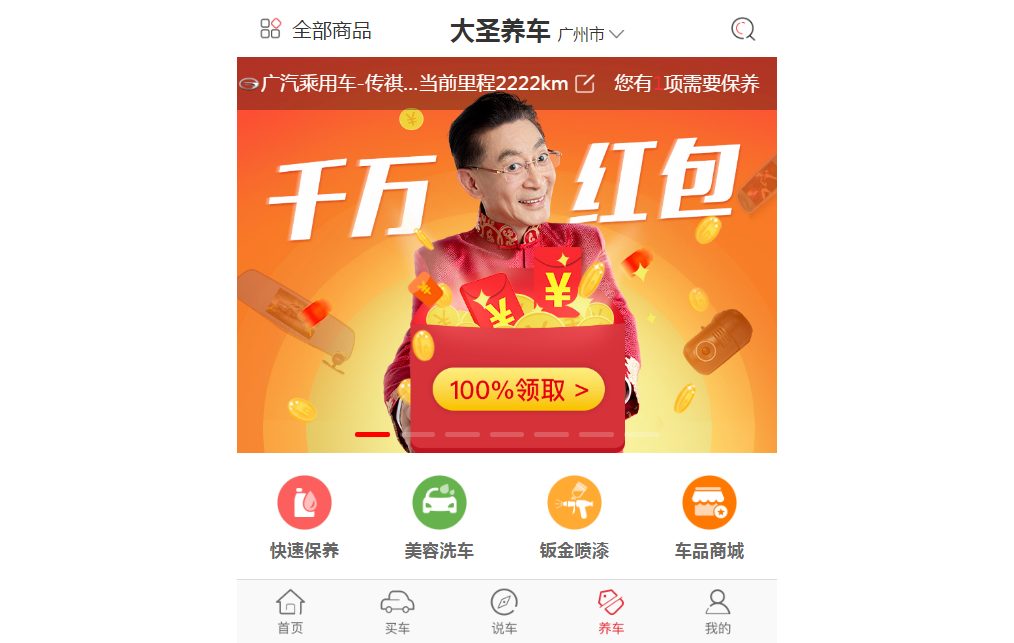 全部商品
大圣养车 广州市
广汽乘用车-传祺...当前里程2222km 您有1项需要保养
千万 红包
¥
¥
100%领取 >
快速保养 美容洗车 钣金喷漆 车品商城
首页 买车 说车 养车 我的